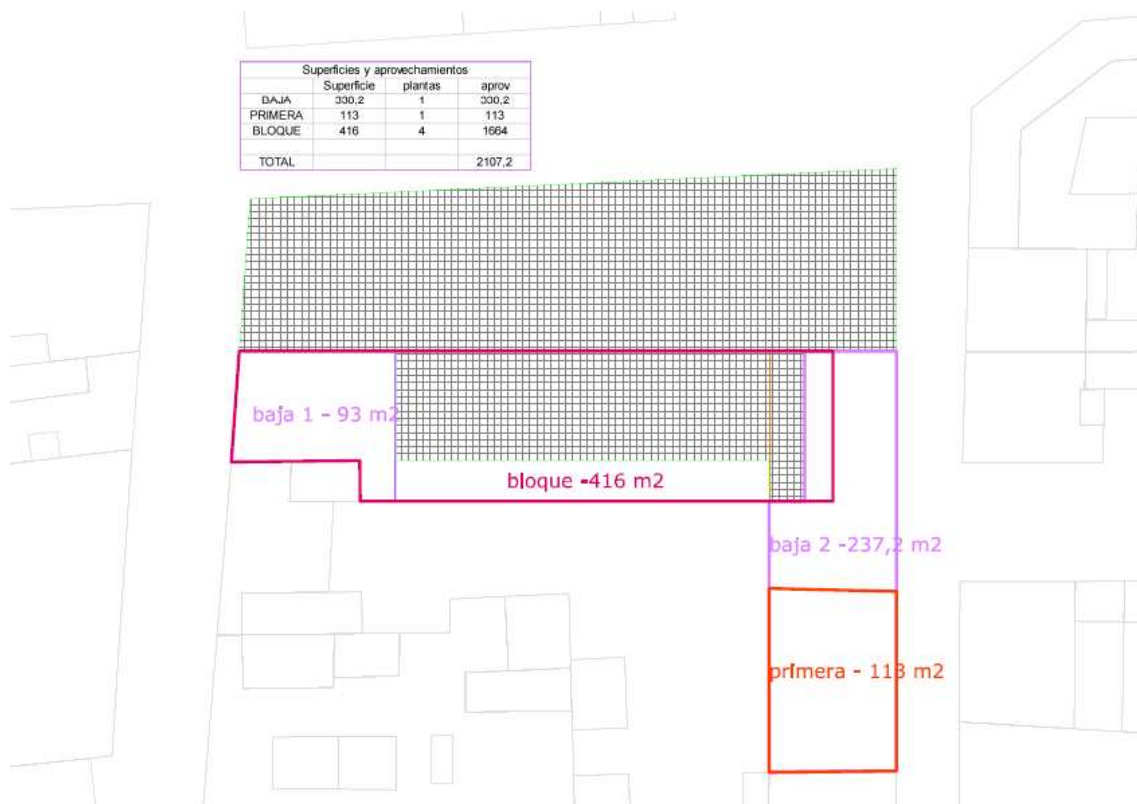 Superficies y aprovechamientos
Superficie plantas aprov
BAJA 330,2 1 330,2
PRIMERA 113 1 113
BLOQUE 416 4 1664
TOTAL 2107,2
baja 1 - 93 m2
bloque -416 m2
baja 2 -237,2 m2
primera - 113 m2